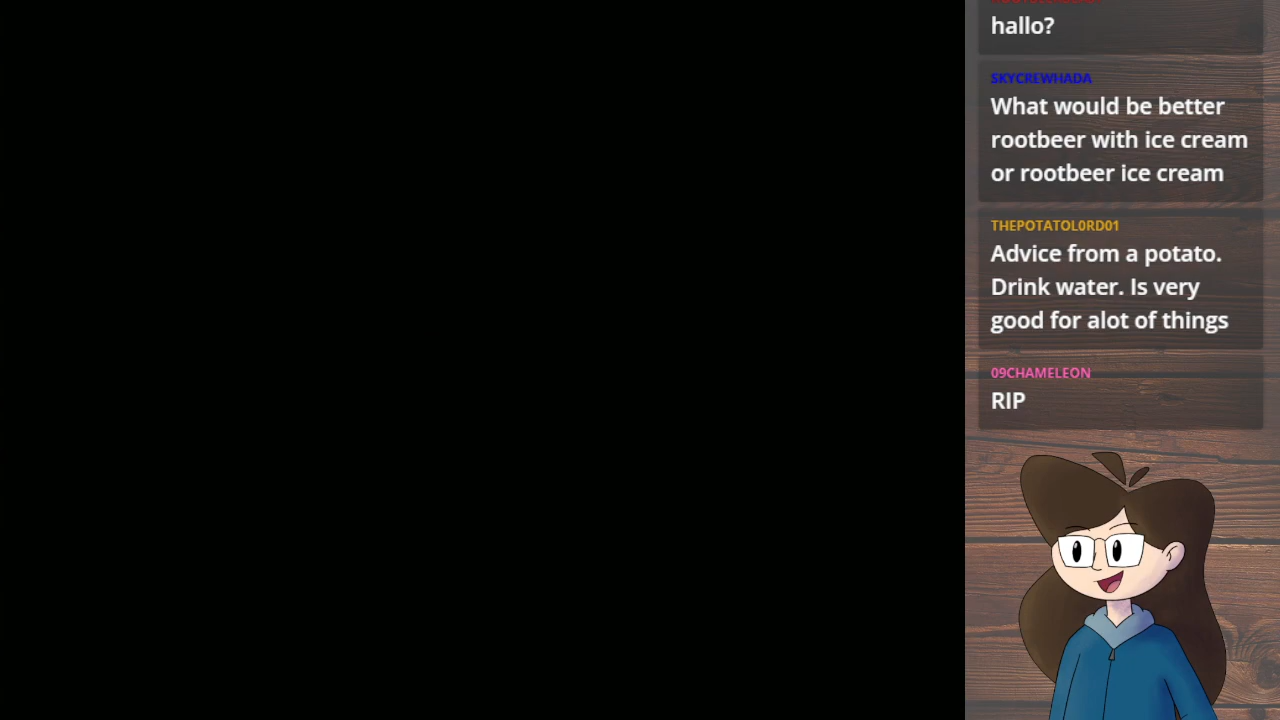 hallo?
SKYCREWHADA
What would be better
rootbeer with ice cream
or rootbeer ice cream
THEPOTATOL0RD01
Advice from a potato.
Drink water. Is very
good for alot of things
09CHAMELEON
RIP